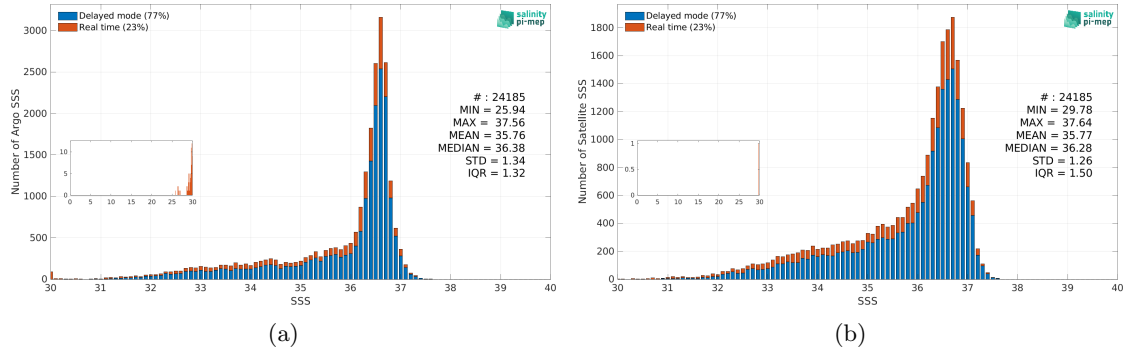 Delayed mode (77%)
Real time (23%)
salinity
pi-mep
3000
2500
2000
1500
1000
500
0
Number of Argo SSS
# : 24185
MIN = 25.94
MAX = 37.56
MEAN = 35.76
MEDIAN = 36.38
STD = 1.34
IQR = 1.32
10
5
0
0 5 10 15 20 25 30
30 31 32 33 34 35 36 37 38 39 40
SSS
(a)
Delayed mode (77%)
Real time (23%)
salinity
pi-mep
1800
1600
1400
1200
1000
800
600
400
200
0
Number of Satellite SSS
# : 24185
MIN = 29.78
MAX = 37.64
MEAN = 35.77
MEDIAN = 36.28
STD = 1.26
IQR = 1.50
1
0.5
0
0 5 10 15 20 25 30
30 31 32 33 34 35 36 37 38 39 40
SSS
(b)